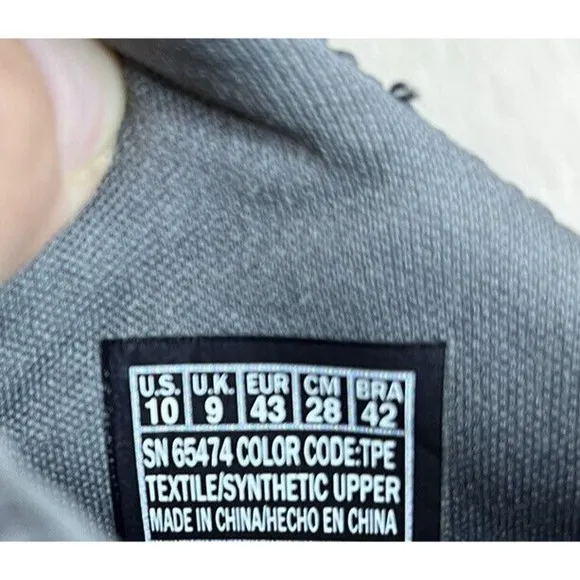 U.S. U.K. EUR CM BRA
10 9 43 28 42
SN 65474 COLOR CODE:TPE
TEXTILE/SYNTHETIC UPPER
MADE IN CHINA/HECHO EN CHINA